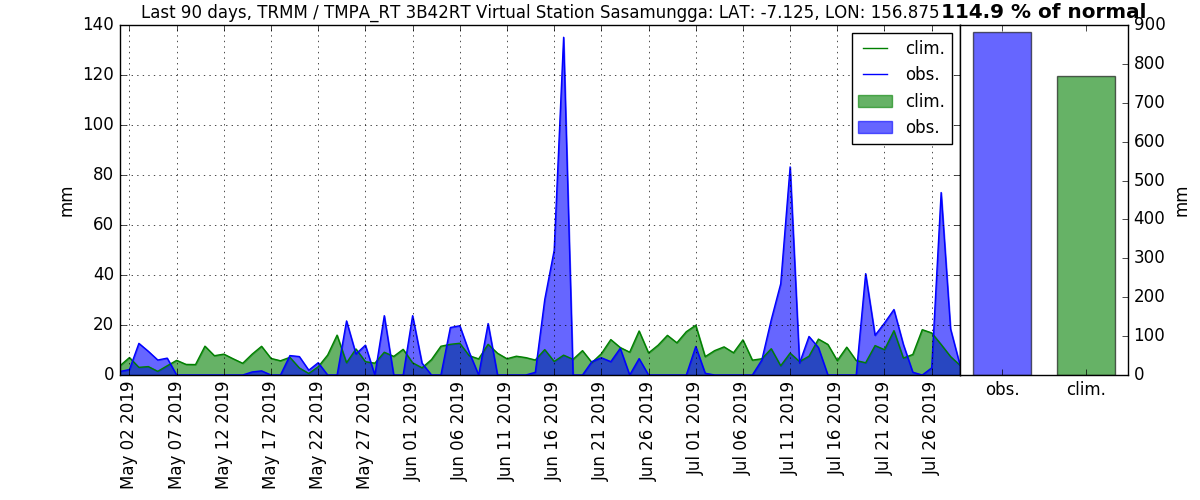 Last 90 days, TRMM / TMPA_RT 3B42RT Virtual Station Sasamungga: LAT: -7.125, LON: 156.875
114.9 % of normal
mm
140
120
100
80
60
40
20
0
clim.
obs.
clim.
obs.
900
800
700
600
500
400
300
200
100
0
mm
May 02 2019
May 07 2019
May 12 2019
May 17 2019
May 22 2019
May 27 2019
Jun 01 2019
Jun 06 2019
Jun 11 2019
Jun 16 2019
Jun 21 2019
Jun 26 2019
Jul 01 2019
Jul 06 2019
Jul 11 2019
Jul 16 2019
Jul 21 2019
Jul 26 2019
obs.
clim.